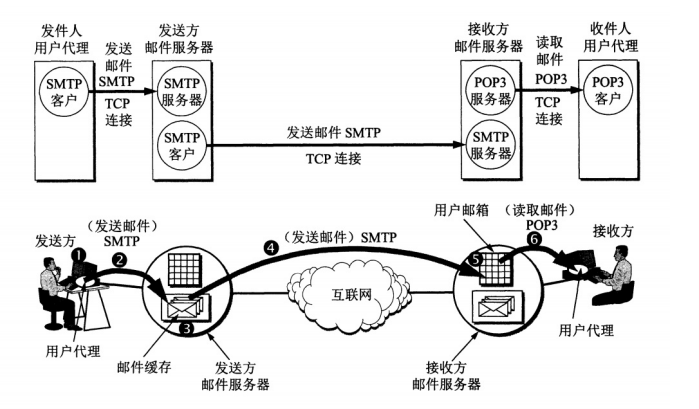 发件人
用户代理
发送方
邮件服务器
接收方
邮件服务器
收件人
用户代理
发送
邮件
SMTP
读取
邮件
POP3
SMTP
客户
SMTP
服务器
POP3
服务器
POP3
客户
TCP
连接
TCP
连接
SMTP
客户
发送邮件 SMTP
TCP 连接
SMTP
服务器
用户邮箱
(读取邮件)
POP3
(发送邮件)
SMTP
(发送邮件) SMTP
发送方
接收方
1
2
3
4
5
6
互联网
用户代理
邮件缓存
发送方
邮件服务器
接收方
邮件服务器
用户代理